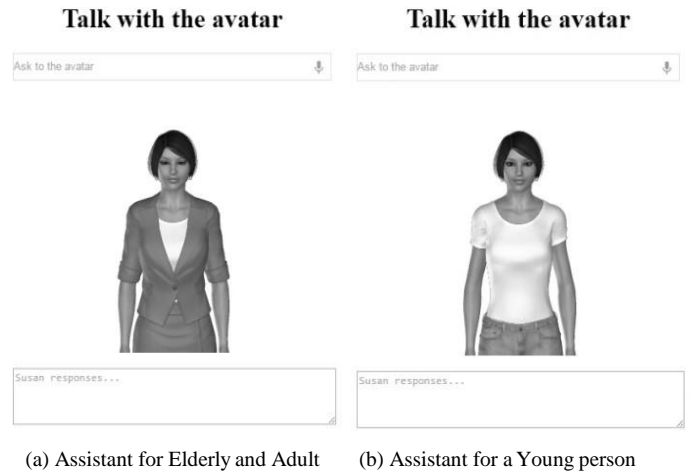 Talk with the avatar
Ask to the avatar
Susan responses...
(a) Assistant for Elderly and Adult
Talk with the avatar
Ask to the avatar
Susan responses...
(b) Assistant for a Young person